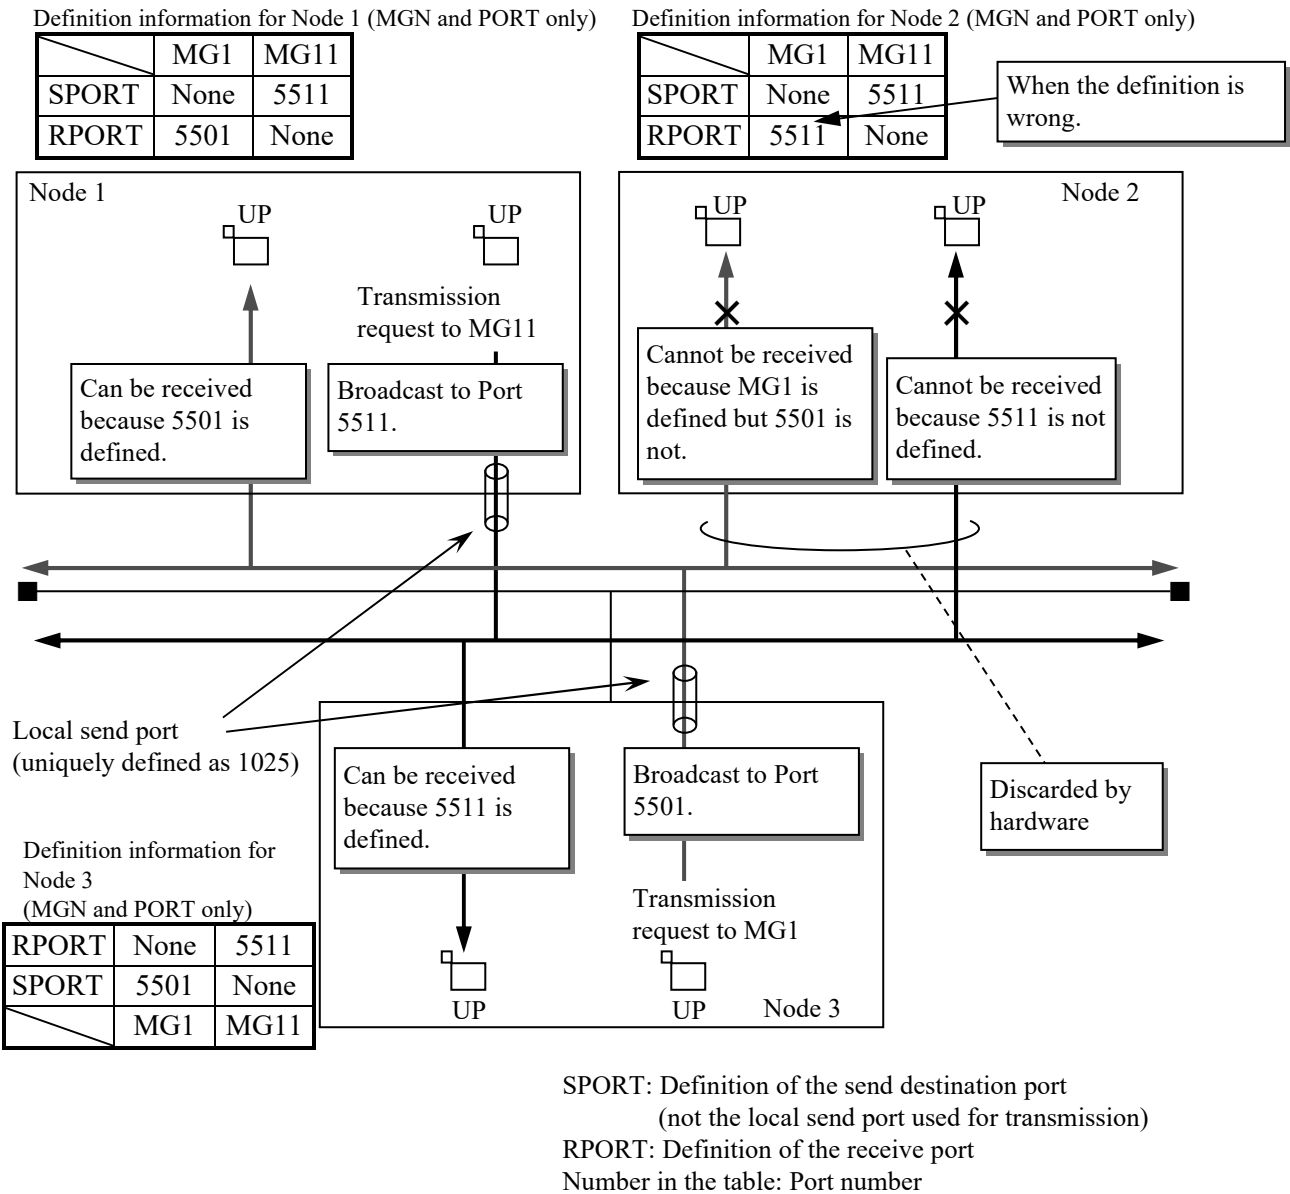 Definition information for Node 1 (MGN and PORT only)
MG1 MG11
SPORT None 5511
RPORT 5501 None
Definition information for Node 2 (MGN and PORT only)
MG1 MG11
SPORT None 5511
RPORT 5511 None
When the definition is
wrong.
Node 1
UP
UP
Transmission
request to MG11
Can be received
because 5501 is
defined.
Broadcast to Port
5511.
Node 2
UP
UP
Cannot be received
because MG1 is
defined but 5501 is
not.
Cannot be received
because 5511 is not
defined.
Local send port
(uniquely defined as 1025)
Can be received
because 5511 is
defined.
Broadcast to Port
5501.
Discarded by
hardware
Transmission
request to MG1
UP
UP
Node 3
Definition information for
Node 3
(MGN and PORT only)
RPORT None 5511
SPORT 5501 None
MG1 MG11
SPORT: Definition of the send destination port
(not the local send port used for transmission)
RPORT: Definition of the receive port
Number in the table: Port number